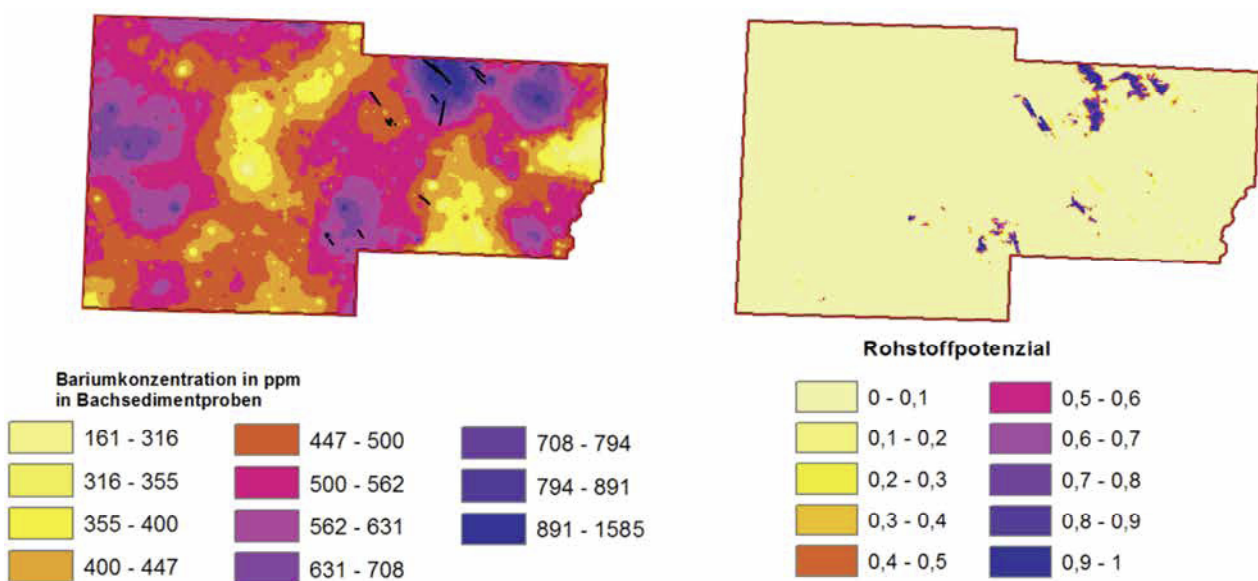 Bariumkonzentration in ppm
in Bachsedimentproben
161 - 316
316 - 355
355 - 400
400 - 447
447 - 500
500 - 562
562 - 631
631 - 708
708 - 794
794 - 891
891 - 1585
Rohstoffpotenzial
0 - 0,1
0,1 - 0,2
0,2 - 0,3
0,3 - 0,4
0,4 - 0,5
0,5 - 0,6
0,6 - 0,7
0,7 - 0,8
0,8 - 0,9
0,9 - 1